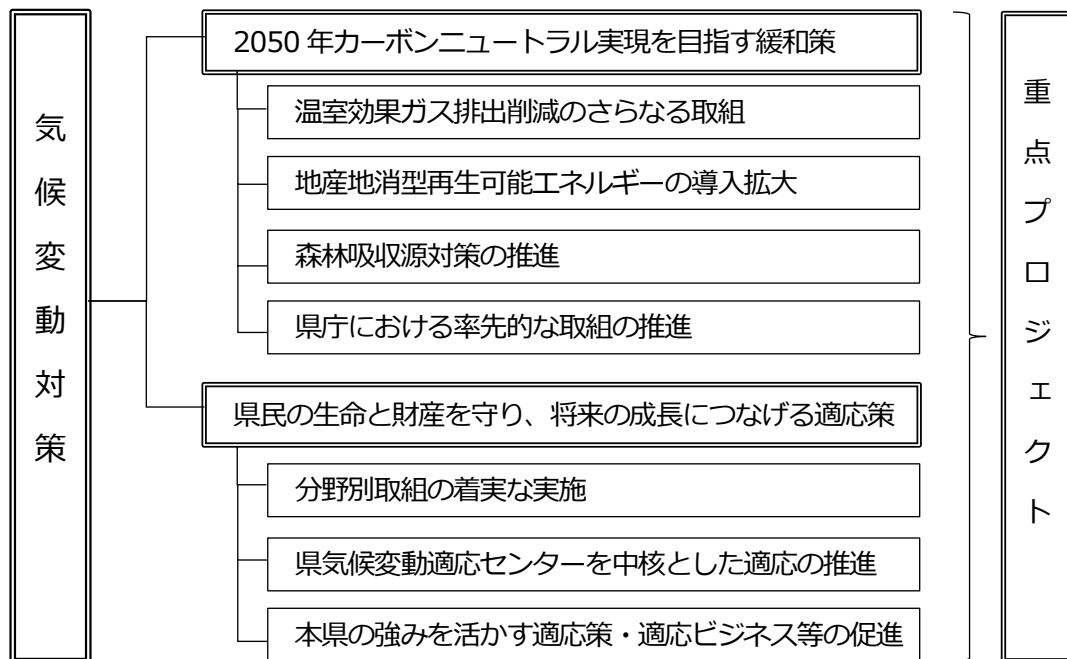 気候変動対策
2050 年カーボンニュートラル実現を目指す緩和策
温室効果ガス排出削減のさらなる取組
地産地消型再生可能エネルギーの導入拡大
森林吸収源対策の推進
県庁における率先的な取組の推進
県民の生命と財産を守り、将来の成長につなげる適応策
分野別取組の着実な実施
県気候変動適応センターを中核とした適応の推進
本県の強みを活かす適応策・適応ビジネス等の促進
重点プロジェクト